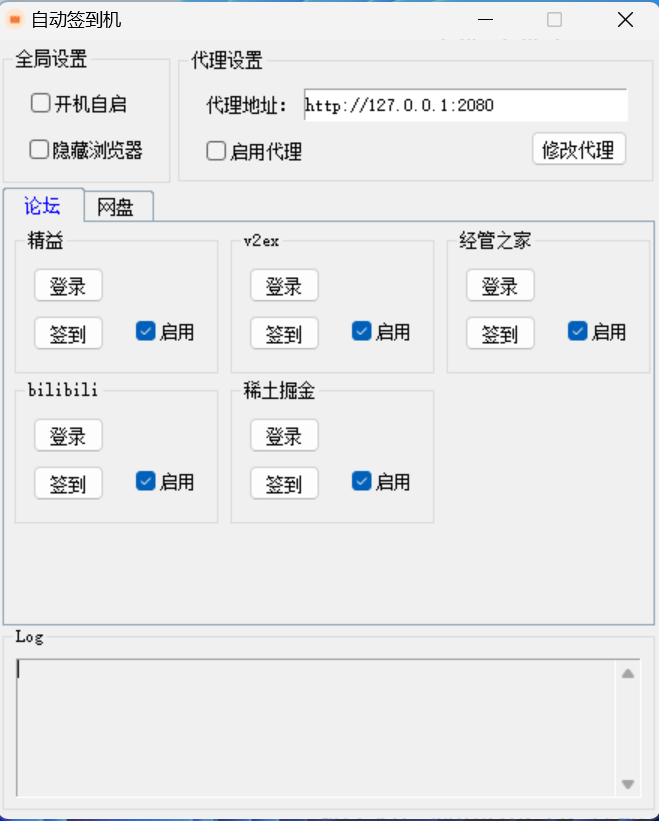 自动签到机
全局设置
开机自启
隐藏浏览器
代理设置
代理地址： http://127.0.0.1:2080
启用代理
修改代理
论坛 网盘
精益
登录
签到 启用
v2ex
登录
签到 启用
经管之家
登录
签到 启用
bilibili
登录
签到 启用
稀土掘金
登录
签到 启用
Log